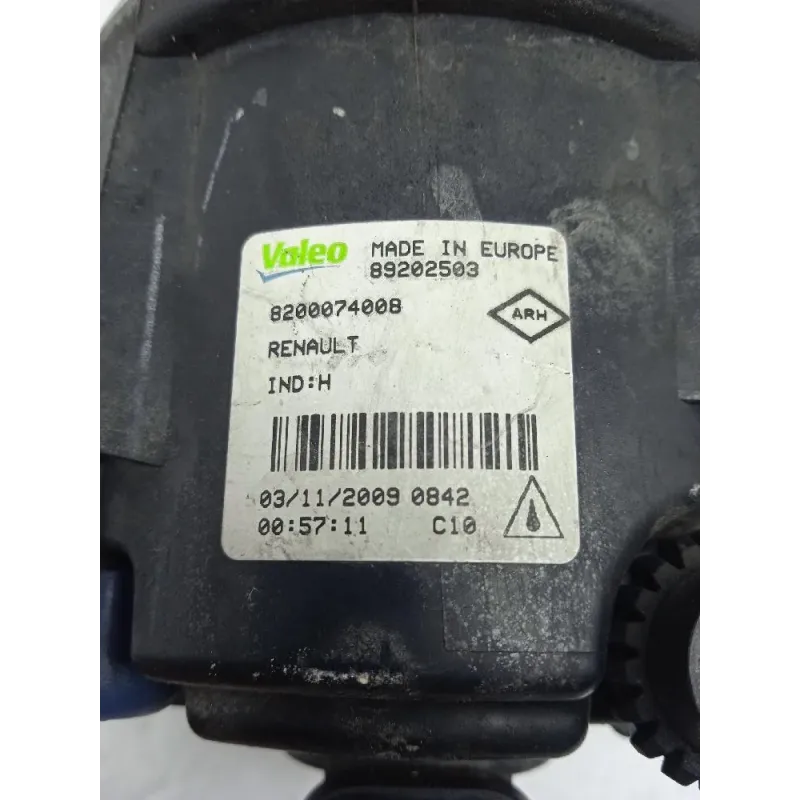 Valeo MADE IN EUROPE
89202503
8200074008
ARH
RENAULT
IND:H
03/11/2009 0842
00:57:11 C10